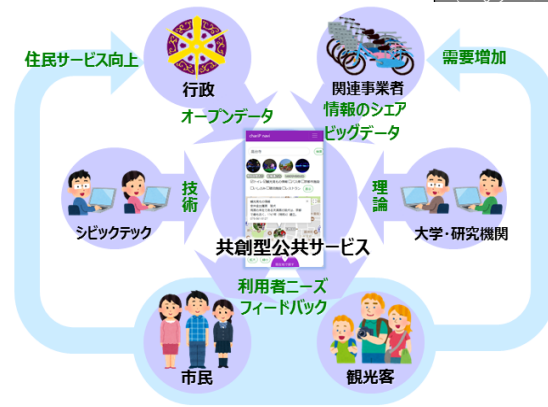 住民サービス向上
行政
オープンデータ
関連事業者
情報のシェア
ビッグデータ
需要増加
シビックテック
技術
理論
大学・研究機関
共創型公共サービス
利用者ニーズ
フィードバック
市民
観光客